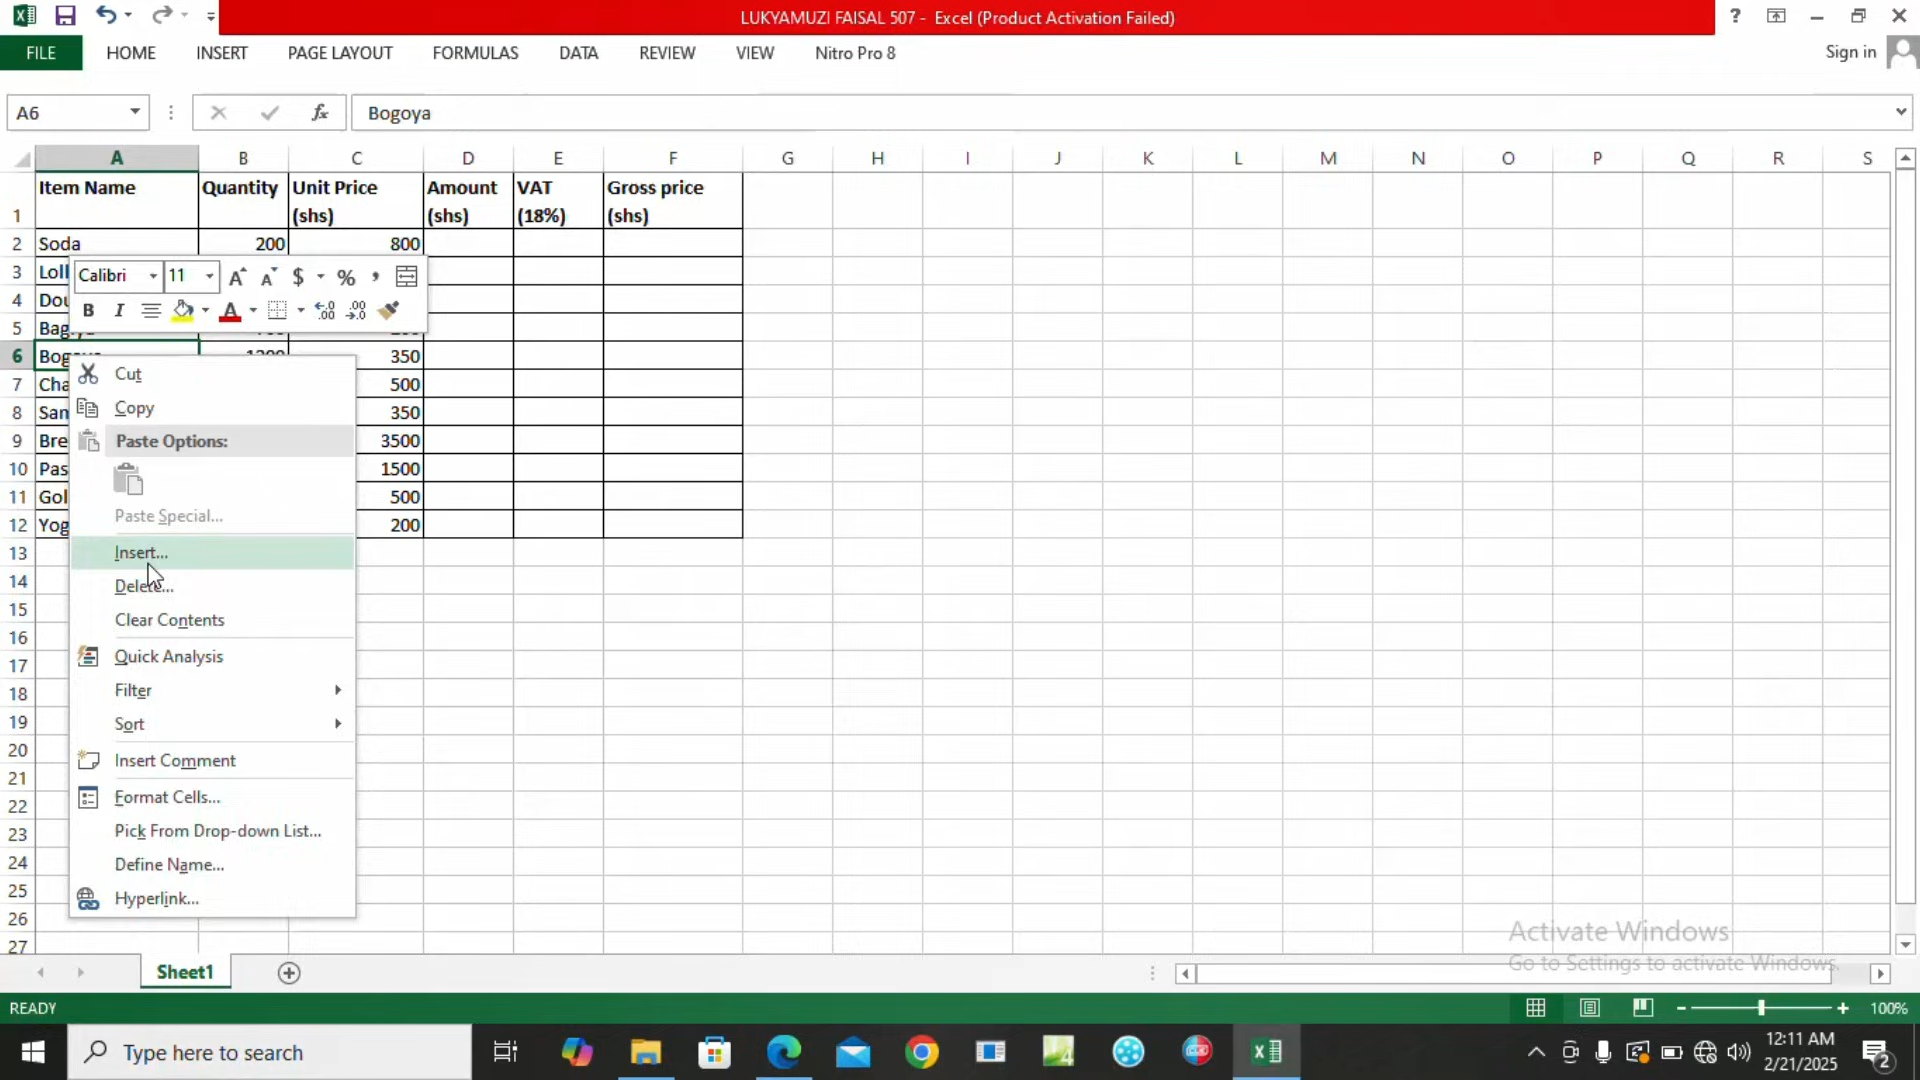 LUKYAMUZI FAISAL 507 - Excel (Product Activation Failed)
?
FILE HOME INSERT PAGE LAYOUT FORMULAS DATA REVIEW VIEW Nitro Pro 8
Sign in
A6 fx Bogoya
A B C D E F G H I J K L M N O P Q R S
Item Name Quantity Unit Price Amount VAT Gross price
1 (shs) (shs) (18%) (shs)
2 Soda 200 800
3 Loll
Calibri 11 A A $ % ,
4 Dou
B I A .00 .00
5
6 Bog 350
Cut
7 Cha 500
Copy
8 San 350
Paste Options:
9 Bre 3500
10 Pas 1500
11 Gol 500
Paste Special...
12 Yog 200
Insert...
13
14
Delete...
15
Clear Contents
16
Quick Analysis
17
Filter
18
Sort
19
20
Insert Comment
21
Format Cells...
22
Pick From Drop-down List...
23
Define Name...
24
Hyperlink...
25
26
27
Activate Windows
Go to Settings to activate Windows.
Sheet1
READY
100%
Type here to search
12:11 AM
2/21/2025
2